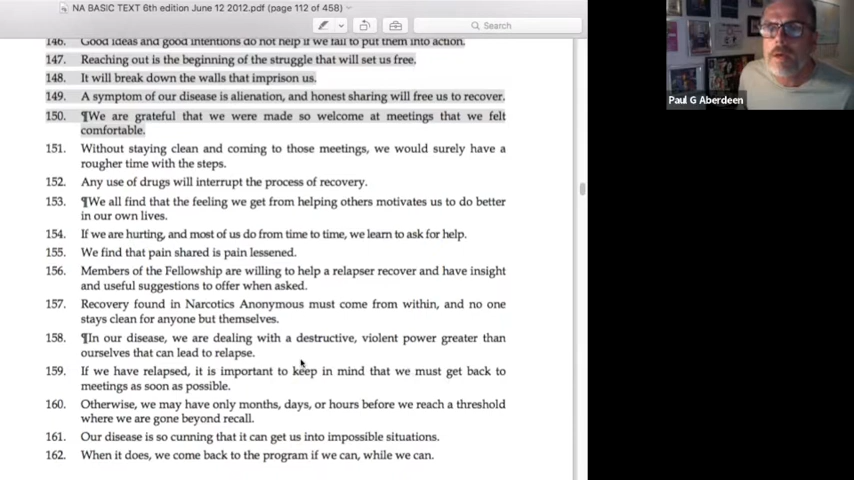 NA BASIC TEXT 6th edition June 12 2012.pdf (page 112 of 458)
Search
146. Good ideas and good intentions do not help if we fail to put them into action.
147. Reaching out is the beginning of the struggle that will set us free.
148. It will break down the walls that imprison us.
149. A symptom of our disease is alienation, and honest sharing will free us to recover.
150. ¶We are grateful that we were made so welcome at meetings that we felt
comfortable.
151. Without staying clean and coming to those meetings, we would surely have a
rougher time with the steps.
152. Any use of drugs will interrupt the process of recovery.
153. ¶We all find that the feeling we get from helping others motivates us to do better
in our own lives.
154. If we are hurting, and most of us do from time to time, we learn to ask for help.
155. We find that pain shared is pain lessened.
156. Members of the Fellowship are willing to help a relapser recover and have insight
and useful suggestions to offer when asked.
157. Recovery found in Narcotics Anonymous must come from within, and no one
stays clean for anyone but themselves.
158. ¶In our disease, we are dealing with a destructive, violent power greater than
ourselves that can lead to relapse.
159. If we have relapsed, it is important to keep in mind that we must get back to
meetings as soon as possible.
160. Otherwise, we may have only months, days, or hours before we reach a threshold
where we are gone beyond recall.
161. Our disease is so cunning that it can get us into impossible situations.
162. When it does, we come back to the program if we can, while we can.
Paul G Aberdeen